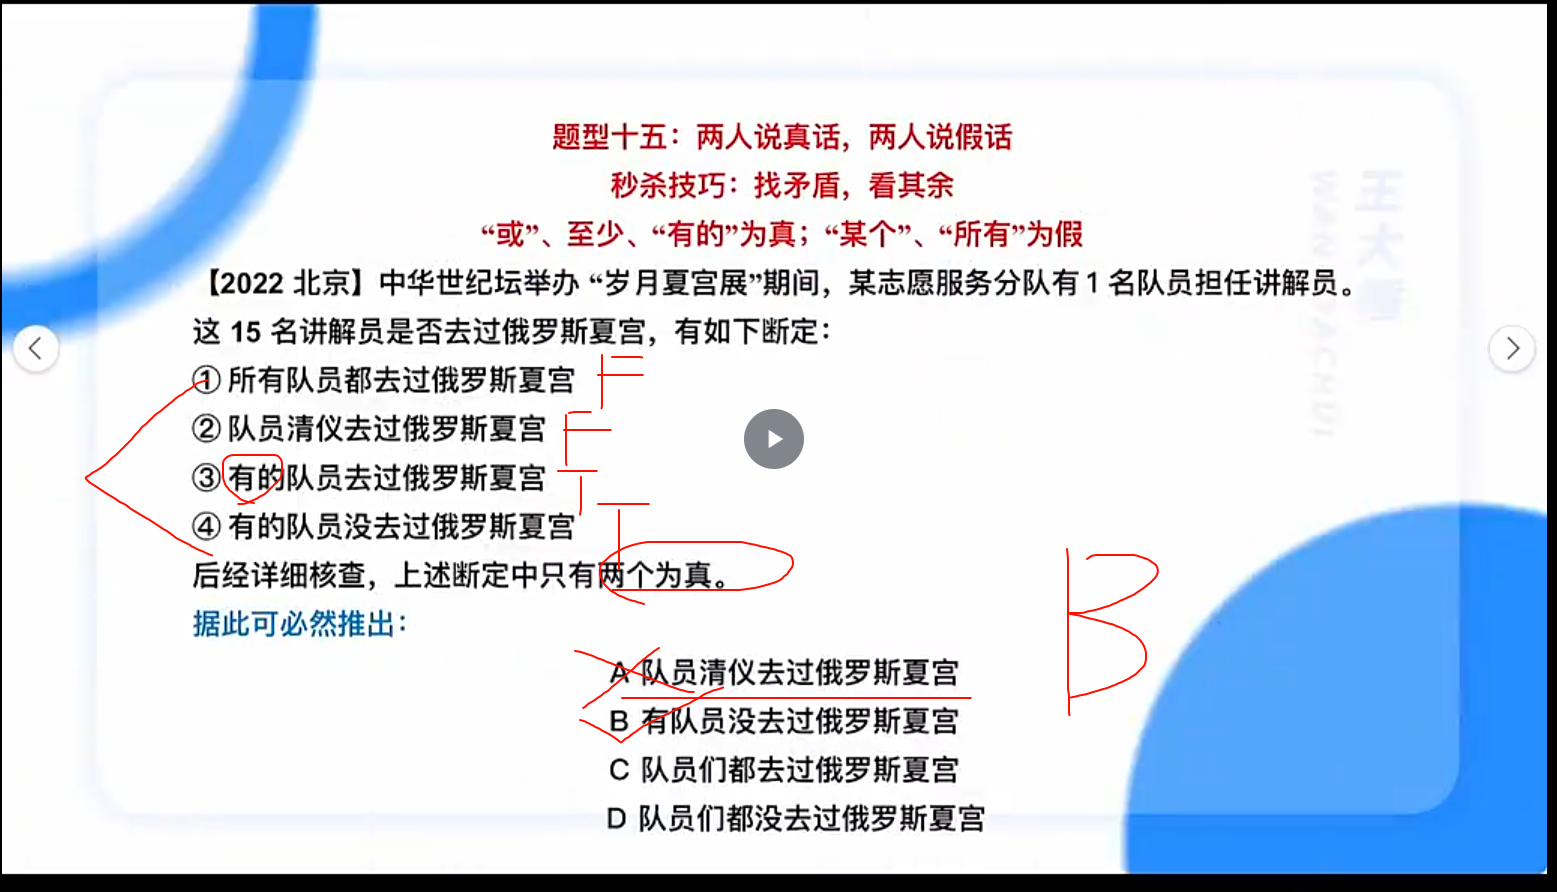 题型十五：两人说真话，两人说假话
秒杀技巧：找矛盾，看其余
“或”、至少、“有的”为真；“某个”、“所有”为假
【2022 北京】中华世纪坛举办 “岁月夏宫展”期间，某志愿服务分队有 1 名队员担任讲解员。
这 15 名讲解员是否去过俄罗斯夏宫，有如下断定：
① 所有队员都去过俄罗斯夏宫 F
② 队员清仪去过俄罗斯夏宫 F
③ 有的队员去过俄罗斯夏宫 T
④ 有的队员没去过俄罗斯夏宫 T
后经详细核查，上述断定中只有两个为真。
据此可必然推出：
A 队员清仪去过俄罗斯夏宫
B 有队员没去过俄罗斯夏宫
C 队员们都去过俄罗斯夏宫
D 队员们都没去过俄罗斯夏宫
B